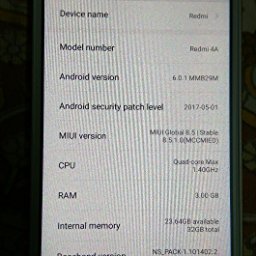 Device name Redmi
Model number Redmi 4A
Android version 6.0.1 MMB29M
Android security patch level 2017-05-01
MIUI version MIUI Global 8.5 | Stable
8.5.1.0(MCCMIED)
CPU Quad-core Max
1.40GHz
RAM 3.00 GB
Internal memory 23.64GB available
32GB total
Baseband version NS_PACK-1.101402.2